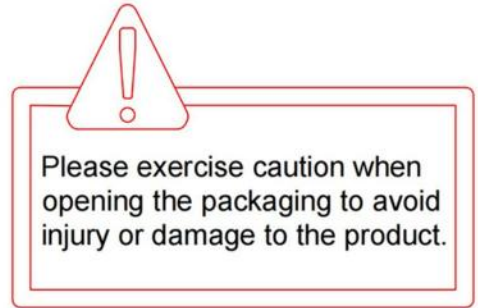 Please exercise caution when
opening the packaging to avoid
injury or damage to the product.